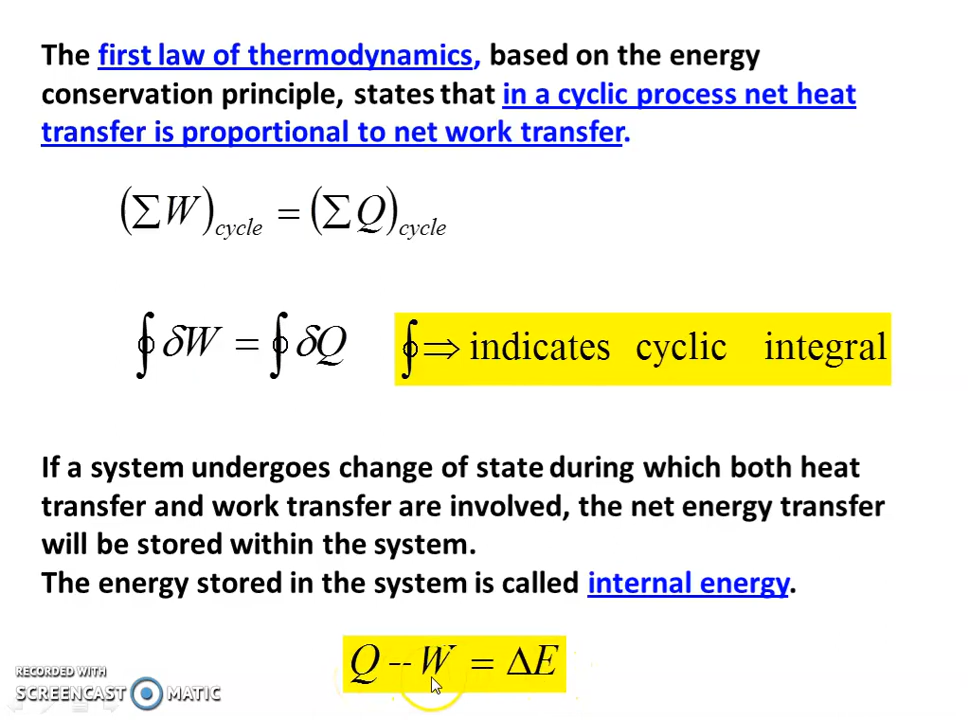 The first law of thermodynamics, based on the energy
conservation principle, states that in a cyclic process net heat
transfer is proportional to net work transfer.
(∑W)cycle = (∑Q)cycle
∮δW = ∮δQ ∮⇒ indicates cyclic integral
If a system undergoes change of state during which both heat
transfer and work transfer are involved, the net energy transfer
will be stored within the system.
The energy stored in the system is called internal energy.
Q -- W = ΔE
RECORDED WITH
SCREENCAST MATIC